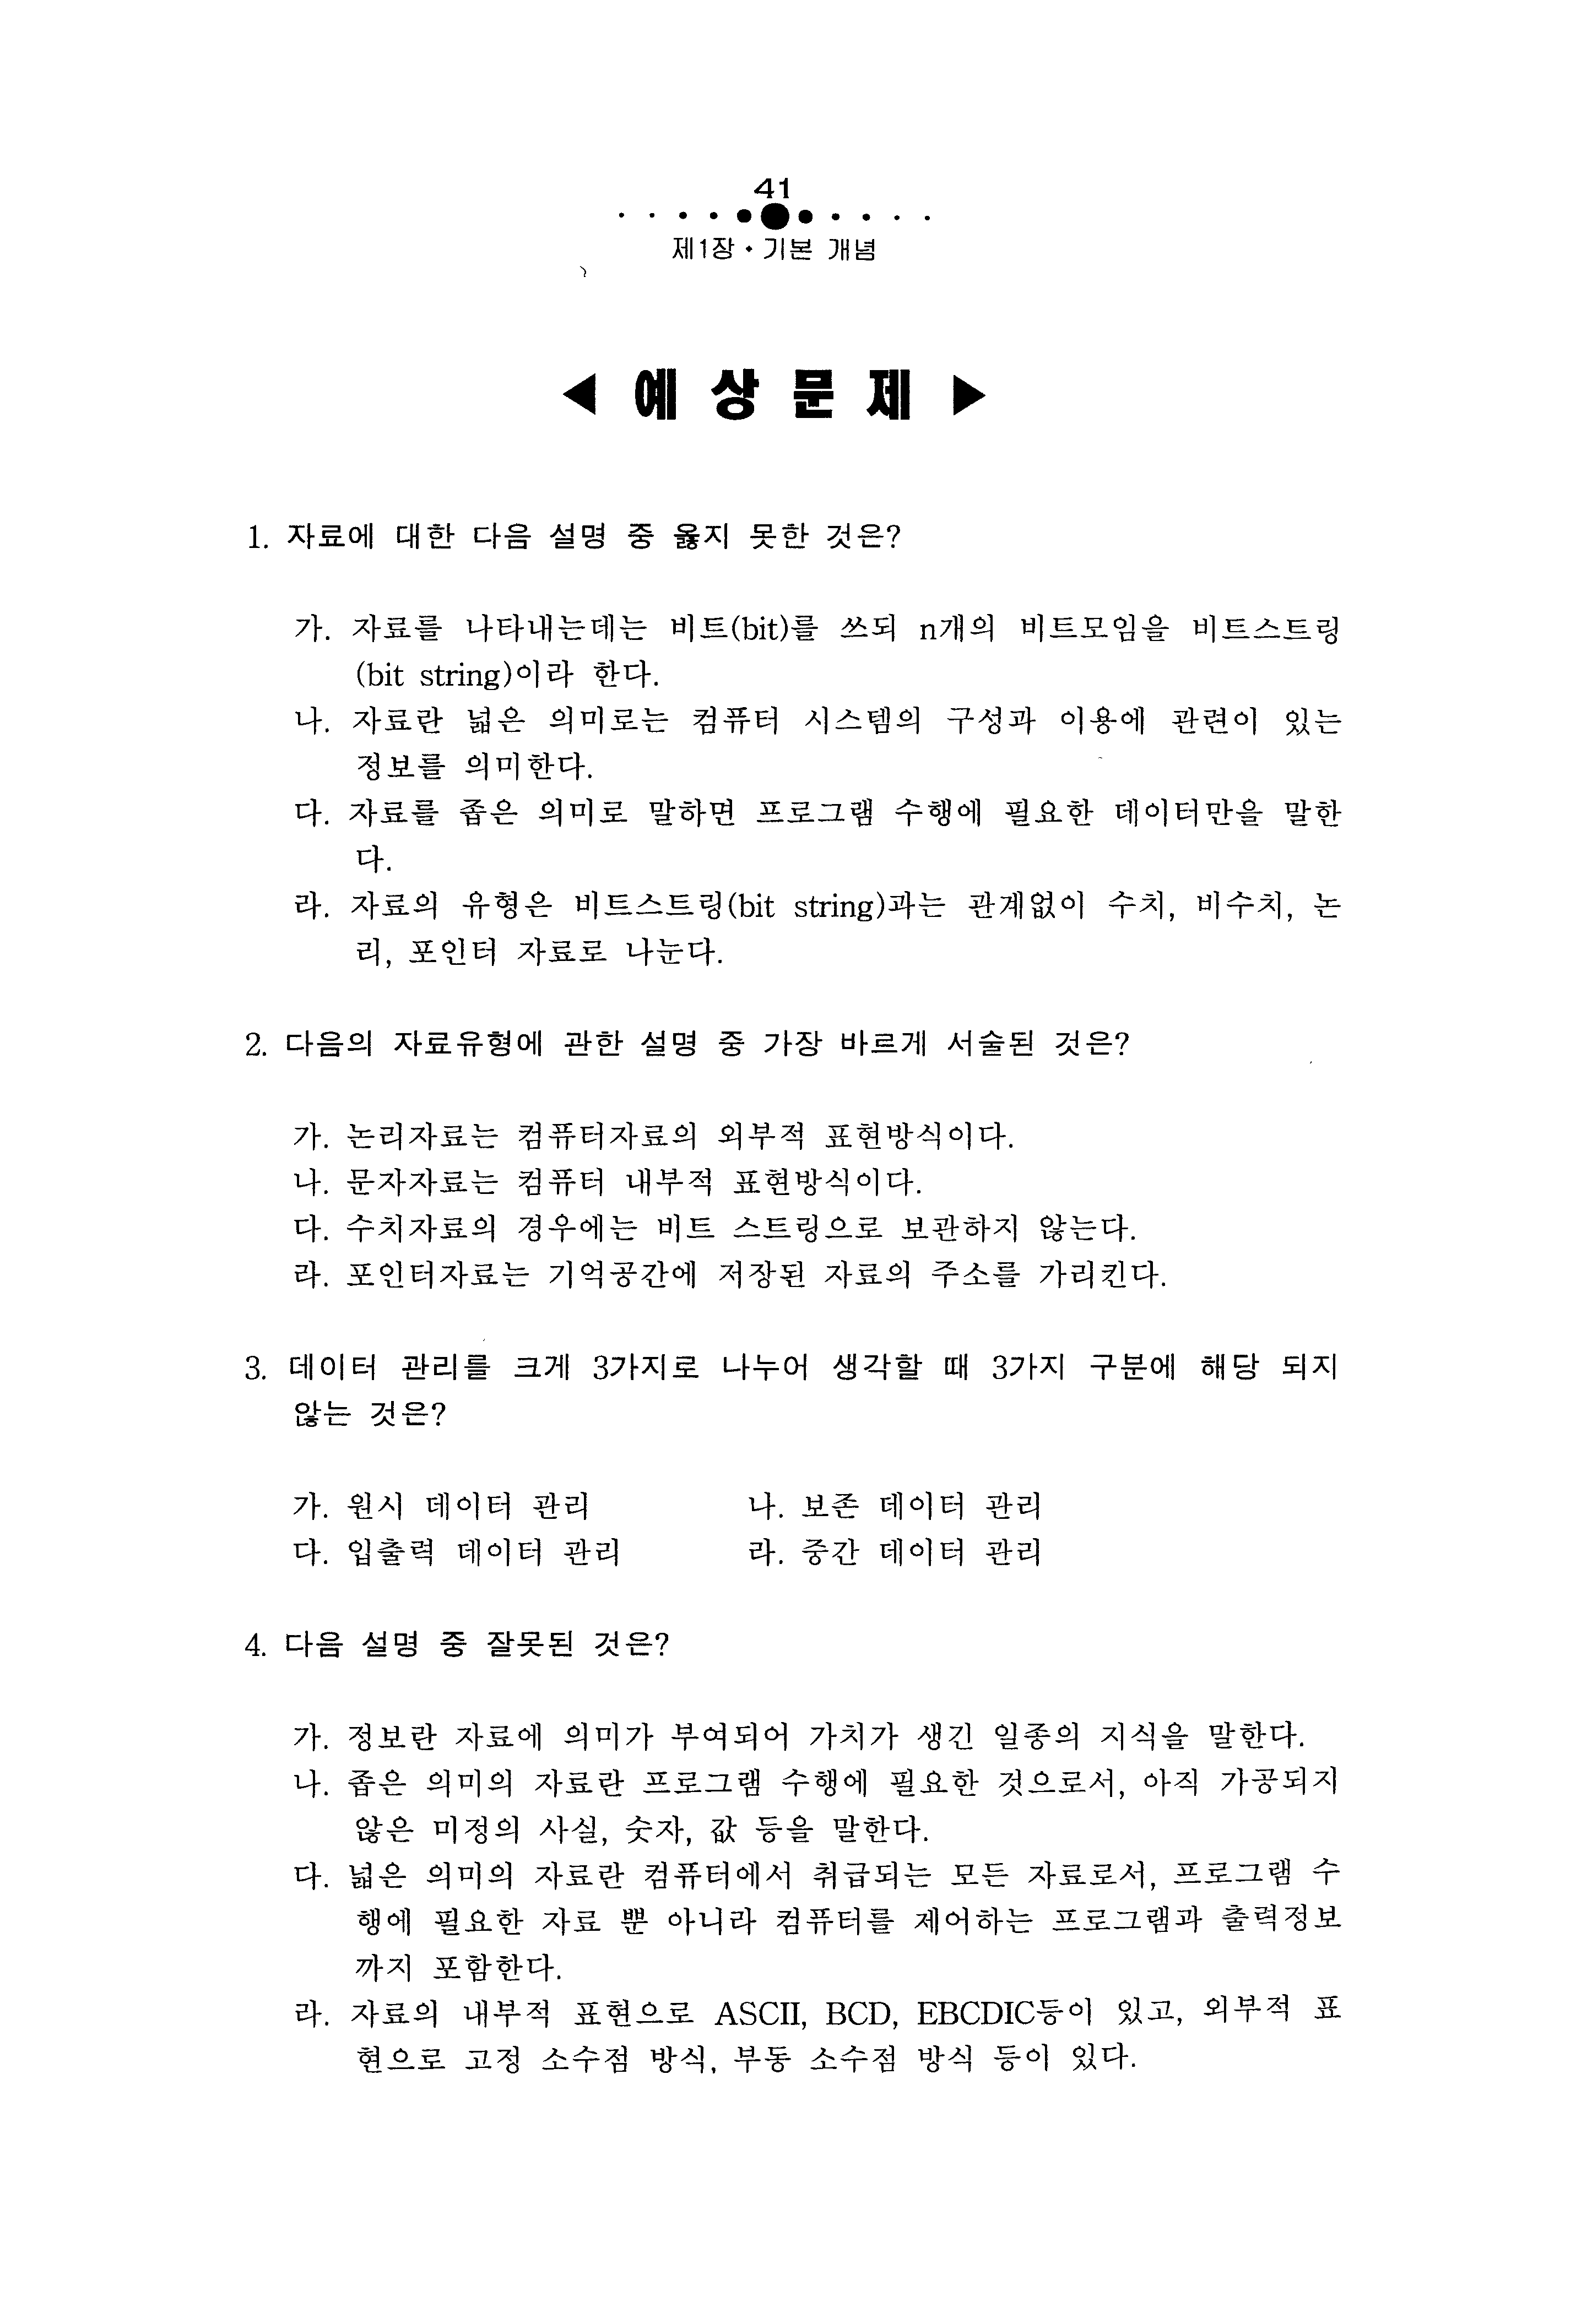 41
제1장 • 기본 개념
◀ 예 상 문 제 ▶
1. 자료에 대한 다음 설명 중 옳지 못한 것은?
가. 자료를 나타내는데는 비트(bit)를 쓰되 n개의 비트모임을 비트스트링
(bit string)이라 한다.
나. 자료란 넓은 의미로는 컴퓨터 시스템의 구성과 이용에 관련이 있는
정보를 의미한다.
다. 자료를 좁은 의미로 말하면 프로그램 수행에 필요한 데이터만을 말한
다.
라. 자료의 유형은 비트스트링(bit string)과는 관계없이 수치, 비수치, 논
리, 포인터 자료로 나눈다.
2. 다음의 자료유형에 관한 설명 중 가장 바르게 서술된 것은?
가. 논리자료는 컴퓨터자료의 외부적 표현방식이다.
나. 문자자료는 컴퓨터 내부적 표현방식이다.
다. 수치자료의 경우에는 비트 스트링으로 보관하지 않는다.
라. 포인터자료는 기억공간에 저장된 자료의 주소를 가리킨다.
3. 데이터 관리를 크게 3가지로 나누어 생각할 때 3가지 구분에 해당 되지
않는 것은?
가. 원시 데이터 관리 나. 보존 데이터 관리
다. 입출력 데이터 관리 라. 중간 데이터 관리
4. 다음 설명 중 잘못된 것은?
가. 정보란 자료에 의미가 부여되어 가치가 생긴 일종의 지식을 말한다.
나. 좁은 의미의 자료란 프로그램 수행에 필요한 것으로서, 아직 가공되지
않은 미정의 사실, 숫자, 값 등을 말한다.
다. 넓은 의미의 자료란 컴퓨터에서 취급되는 모든 자료로서, 프로그램 수
행에 필요한 자료 뿐 아니라 컴퓨터를 제어하는 프로그램과 출력정보
까지 포함한다.
라. 자료의 내부적 표현으로 ASCII, BCD, EBCDIC등이 있고, 외부적 표
현으로 고정 소수점 방식, 부동 소수점 방식 등이 있다.